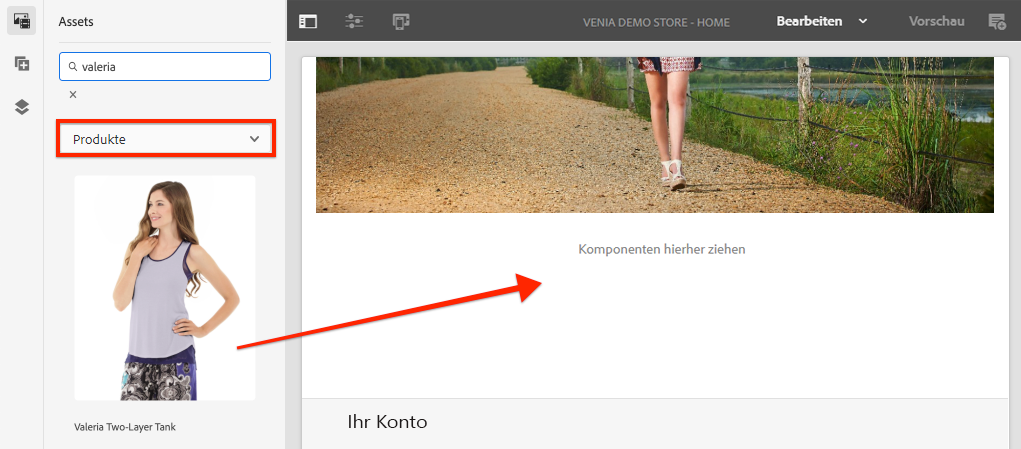 Assets
valeria
Produkte
Valeria Two-Layer Tank
VENIA DEMO STORE - HOME
Bearbeiten
Vorschau
Komponenten hierher ziehen
Ihr Konto